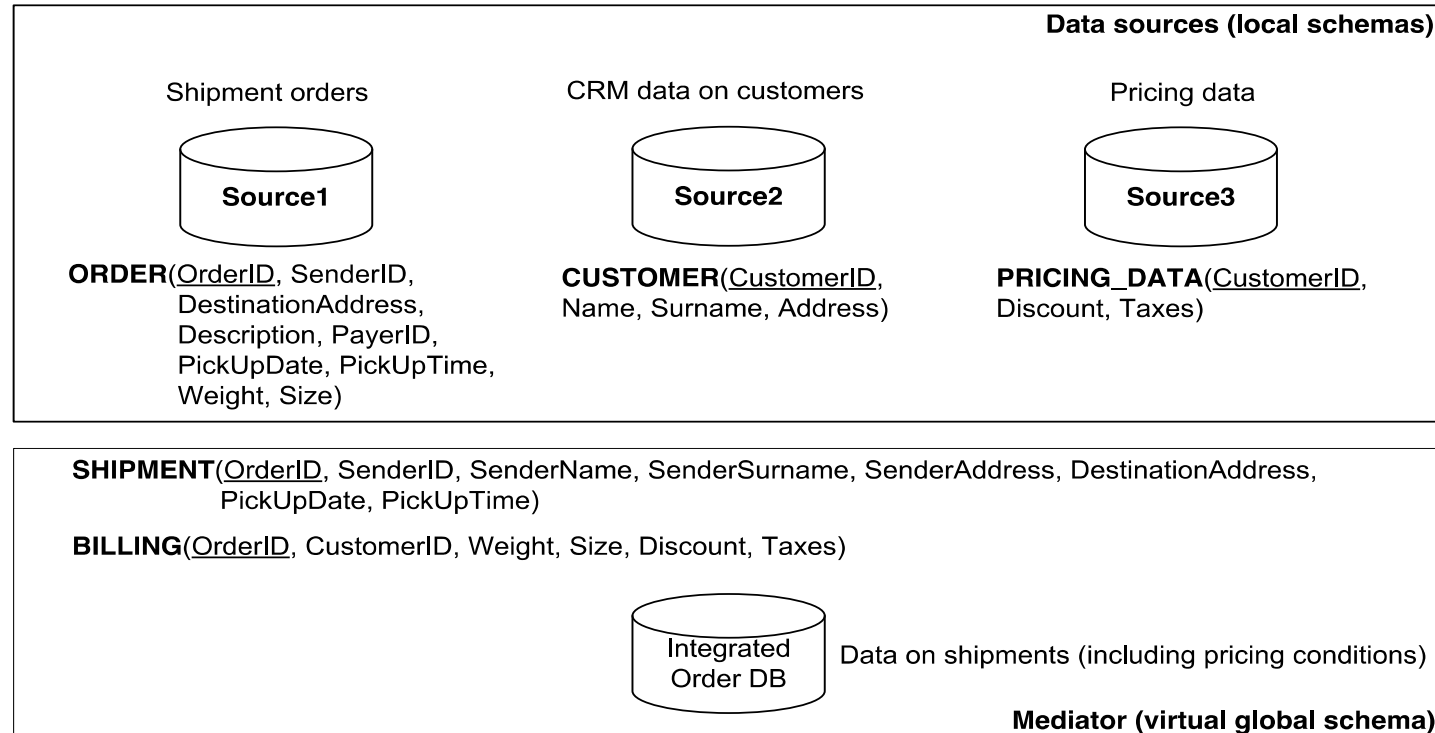 Data sources (local schemas)
Shipment orders
CRM data on customers
Pricing data
Source1
Source2
Source3
ORDER(OrderID, SenderID,
DestinationAddress,
Description, PayerID,
PickUpDate, PickUpTime,
Weight, Size)
CUSTOMER(CustomerID,
Name, Surname, Address)
PRICING_DATA(CustomerID,
Discount, Taxes)
SHIPMENT(OrderID, SenderID, SenderName, SenderSurname, SenderAddress, DestinationAddress,
PickUpDate, PickUpTime)
BILLING(OrderID, CustomerID, Weight, Size, Discount, Taxes)
Integrated
Order DB
Data on shipments (including pricing conditions)
Mediator (virtual global schema)